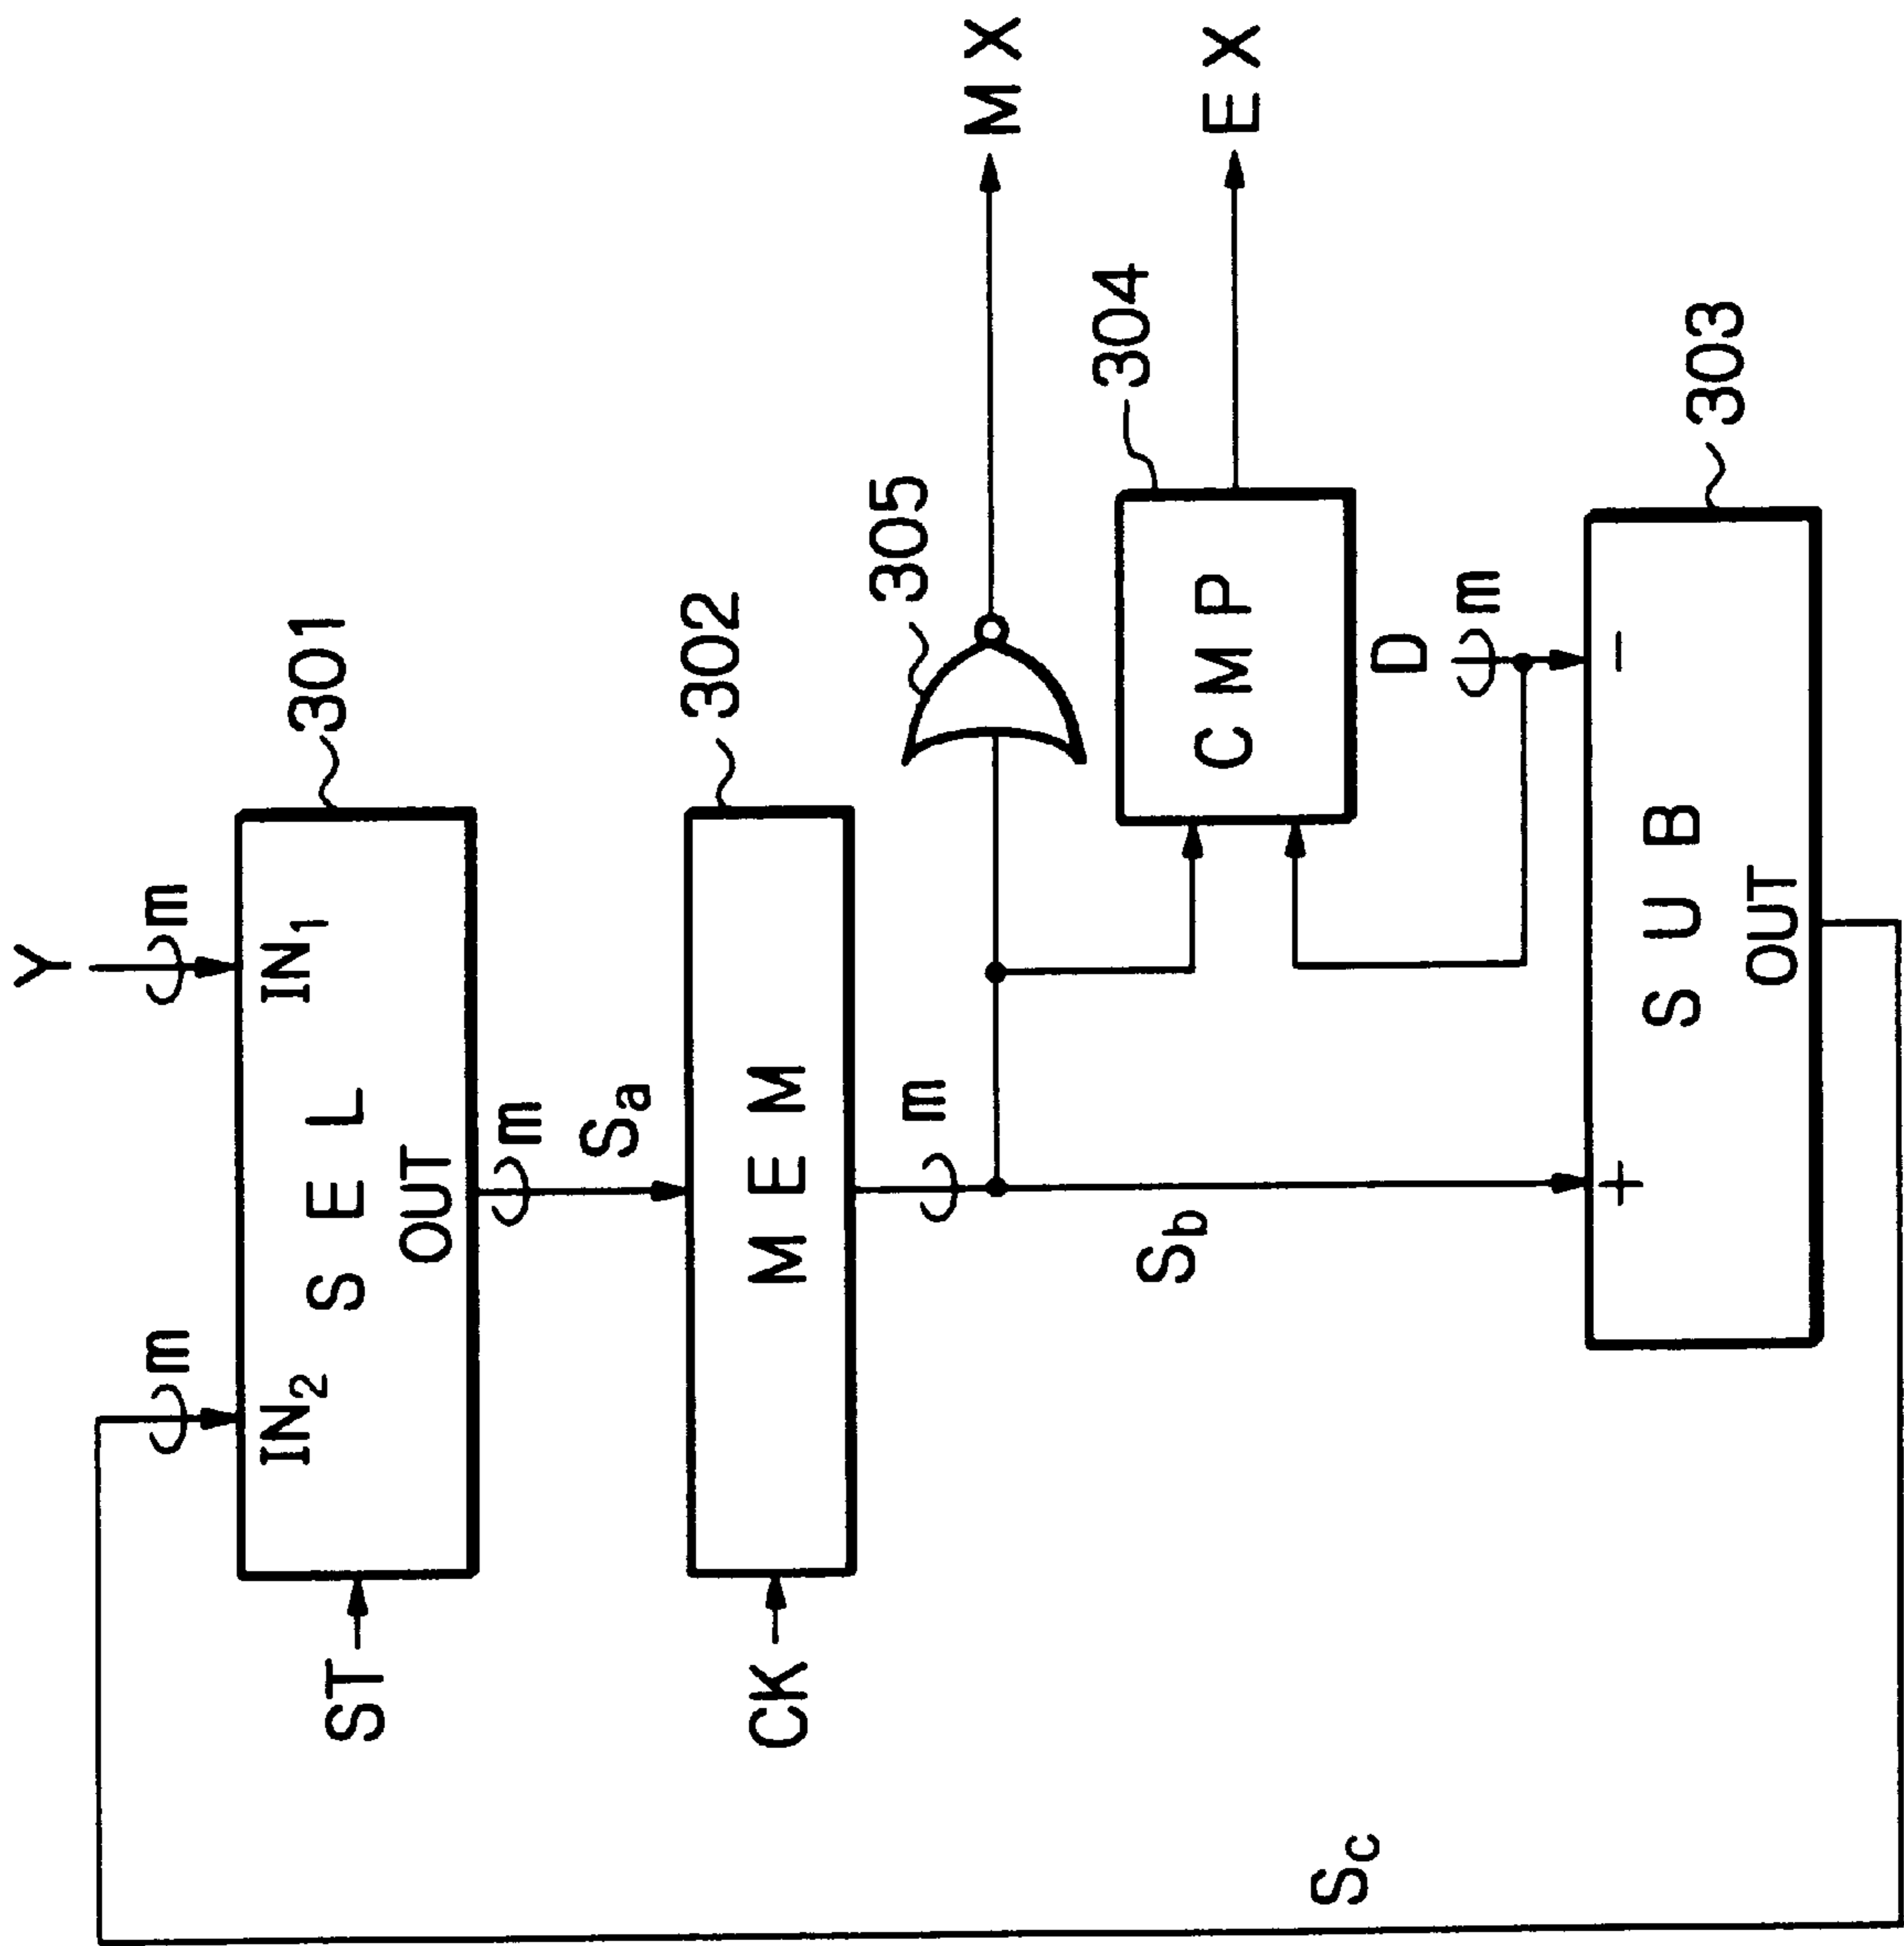 Y
m
m
IN₂
IN₁
SEL
OUT
301
ST
m
Sa
302
MEM
CK
m
305
MX
Sb
304
CMP
EX
D
m
303
+
−
SUB
OUT
Sc